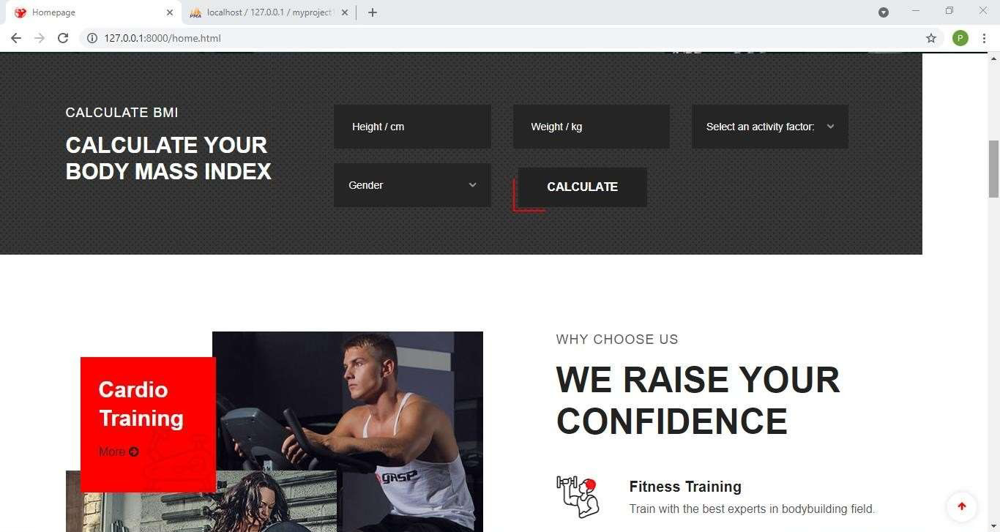 Homepage
localhost / 127.0.0.1 / myproject
127.0.0.1:8000/home.html
P
CALCULATE BMI
CALCULATE YOUR
BODY MASS INDEX
Height / cm
Weight / kg
Select an activity factor:
Gender
CALCULATE
WHY CHOOSE US
WE RAISE YOUR
CONFIDENCE
Cardio
Training
More
GASP
Fitness Training
Train with the best experts in bodybuilding field.